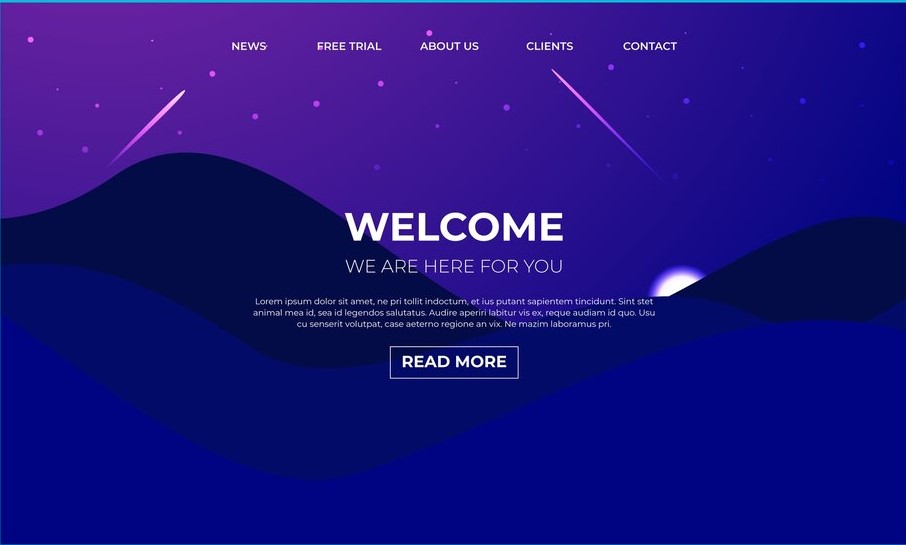 NEWS FREE TRIAL ABOUT US CLIENTS CONTACT
WELCOME
WE ARE HERE FOR YOU
Lorem ipsum dolor sit amet, ne pri tollit indoctum, et ius putant sapientem tincidunt. Sint stet
animal mea id, sea id legendos salutatus. Audire aperiri labitur vis ex, reque audiam id quo. Usu
cu senserit volutpat, case aeterno regione an vix. Ne mazim laboramus pri.
READ MORE